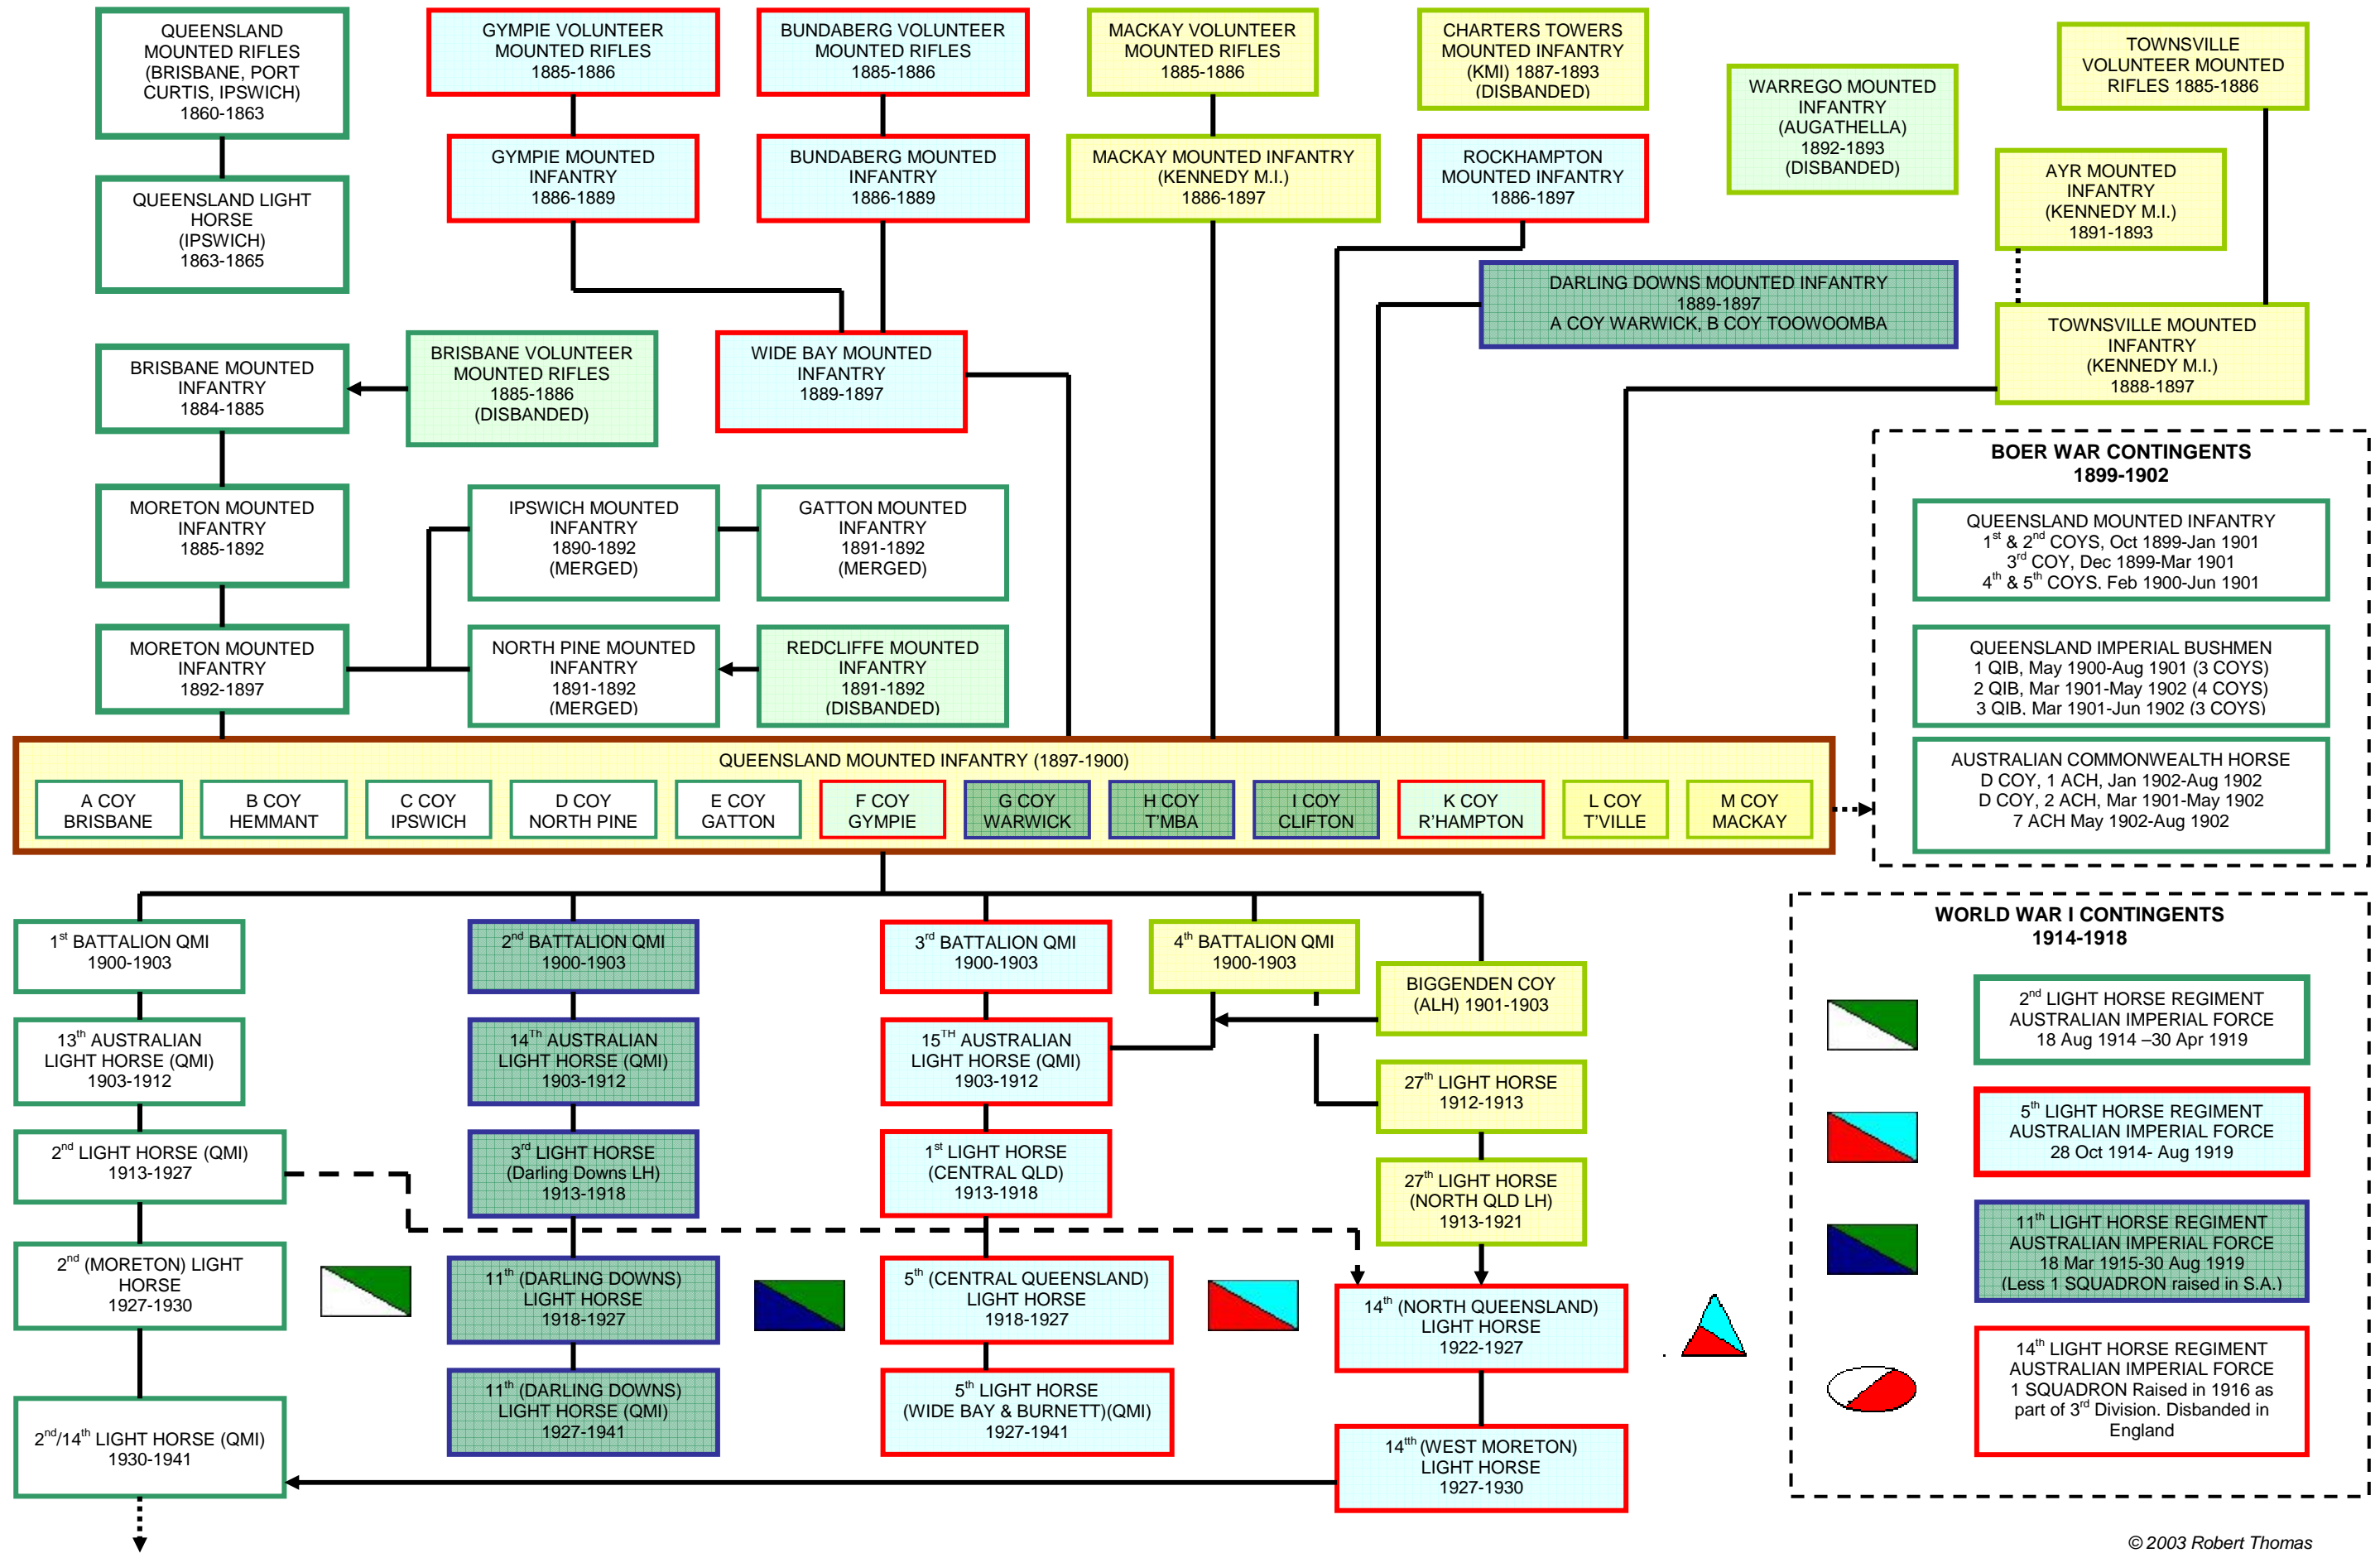 QUEENSLAND
MOUNTED RIFLES
(BRISBANE, PORT
CURTIS, IPSWICH)
1860-1863
GYMPIE VOLUNTEER
MOUNTED RIFLES
1885-1886
BUNDABERG VOLUNTEER
MOUNTED RIFLES
1885-1886
MACKAY VOLUNTEER
MOUNTED RIFLES
1885-1886
CHARTERS TOWERS
MOUNTED INFANTRY
(KMI) 1887-1893
(DISBANDED)
WARREGO MOUNTED
INFANTRY
(AUGATHELLA)
1892-1893
(DISBANDED)
TOWNSVILLE
VOLUNTEER MOUNTED
RIFLES 1885-1886
QUEENSLAND LIGHT
HORSE
(IPSWICH)
1863-1865
GYMPIE MOUNTED
INFANTRY
1886-1889
BUNDABERG MOUNTED
INFANTRY
1886-1889
MACKAY MOUNTED INFANTRY
(KENNEDY M.I.)
1886-1897
ROCKHAMPTON
MOUNTED INFANTRY
1886-1897
AYR MOUNTED
INFANTRY
(KENNEDY M.I.)
1891-1893
DARLING DOWNS MOUNTED INFANTRY
1889-1897
A COY WARWICK, B COY TOOWOOMBA
BRISBANE MOUNTED
INFANTRY
1884-1885
BRISBANE VOLUNTEER
MOUNTED RIFLES
1885-1886
(DISBANDED)
WIDE BAY MOUNTED
INFANTRY
1889-1897
TOWNSVILLE MOUNTED
INFANTRY
(KENNEDY M.I.)
1888-1897
MORETON MOUNTED
INFANTRY
1885-1892
IPSWICH MOUNTED
INFANTRY
1890-1892
(MERGED)
GATTON MOUNTED
INFANTRY
1891-1892
(MERGED)
MORETON MOUNTED
INFANTRY
1892-1897
NORTH PINE MOUNTED
INFANTRY
1891-1892
(MERGED)
REDCLIFFE MOUNTED
INFANTRY
1891-1892
(DISBANDED)
BOER WAR CONTINGENTS
1899-1902
QUEENSLAND MOUNTED INFANTRY
1st & 2nd COYS, Oct 1899-Jan 1901
3rd COY, Dec 1899-Mar 1901
4th & 5th COYS. Feb 1900-Jun 1901
QUEENSLAND IMPERIAL BUSHMEN
1 QIB, May 1900-Aug 1901 (3 COYS)
2 QIB, Mar 1901-May 1902 (4 COYS)
3 QIB. Mar 1901-Jun 1902 (3 COYS)
AUSTRALIAN COMMONWEALTH HORSE
D COY, 1 ACH, Jan 1902-Aug 1902
D COY, 2 ACH, Mar 1901-May 1902
7 ACH May 1902-Aug 1902
QUEENSLAND MOUNTED INFANTRY (1897-1900)
A COY
BRISBANE
B COY
HEMMANT
C COY
IPSWICH
D COY
NORTH PINE
E COY
GATTON
F COY
GYMPIE
G COY
WARWICK
H COY
T'MBA
I COY
CLIFTON
K COY
R'HAMPTON
L COY
T'VILLE
M COY
MACKAY
1st BATTALION QMI
1900-1903
2nd BATTALION QMI
1900-1903
3rd BATTALION QMI
1900-1903
4th BATTALION QMI
1900-1903
BIGGENDEN COY
(ALH) 1901-1903
13th AUSTRALIAN
LIGHT HORSE (QMI)
1903-1912
14Th AUSTRALIAN
LIGHT HORSE (QMI)
1903-1912
15TH AUSTRALIAN
LIGHT HORSE (QMI)
1903-1912
27th LIGHT HORSE
1912-1913
2nd LIGHT HORSE (QMI)
1913-1927
3rd LIGHT HORSE
(Darling Downs LH)
1913-1918
1st LIGHT HORSE
(CENTRAL QLD)
1913-1918
27th LIGHT HORSE
(NORTH QLD LH)
1913-1921
2nd (MORETON) LIGHT
HORSE
1927-1930
11th (DARLING DOWNS)
LIGHT HORSE
1918-1927
5th (CENTRAL QUEENSLAND)
LIGHT HORSE
1918-1927
14th (NORTH QUEENSLAND)
LIGHT HORSE
1922-1927
2nd/14th LIGHT HORSE (QMI)
1930-1941
11th (DARLING DOWNS)
LIGHT HORSE (QMI)
1927-1941
5th LIGHT HORSE
(WIDE BAY & BURNETT)(QMI)
1927-1941
14tth (WEST MORETON)
LIGHT HORSE
1927-1930
WORLD WAR I CONTINGENTS
1914-1918
2nd LIGHT HORSE REGIMENT
AUSTRALIAN IMPERIAL FORCE
18 Aug 1914 –30 Apr 1919
5th LIGHT HORSE REGIMENT
AUSTRALIAN IMPERIAL FORCE
28 Oct 1914- Aug 1919
11th LIGHT HORSE REGIMENT
AUSTRALIAN IMPERIAL FORCE
18 Mar 1915-30 Aug 1919
(Less 1 SQUADRON raised in S.A.)
14th LIGHT HORSE REGIMENT
AUSTRALIAN IMPERIAL FORCE
1 SQUADRON Raised in 1916 as
part of 3rd Division. Disbanded in
England
© 2003 Robert Thomas